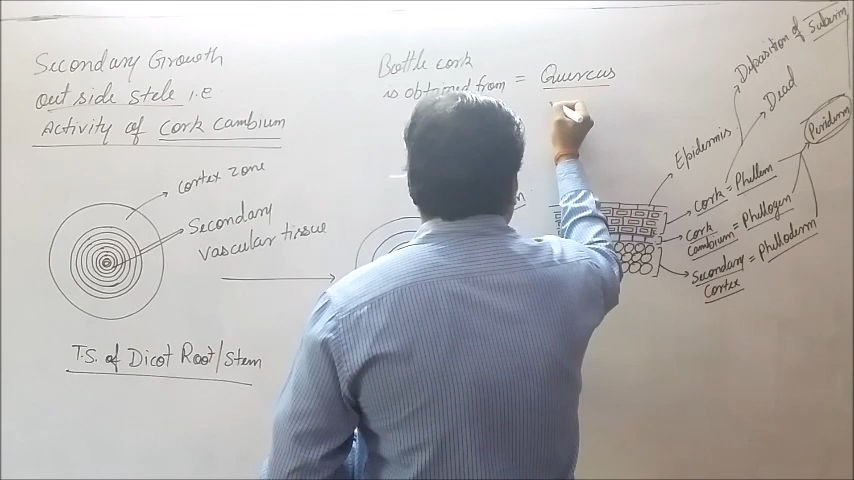 Secondary Growth
out side stele i.e
Activity of cork cambium
cortex zone
Secondary
vascular tissue
T.S. of Dicot Root/Stem
Bottle cork
is obtained from = Quercus
Epidermis
Cork = Phellem
Cork
cambium = Phellogen
Secondary = Phelloderm
Cortex
Deposition of Suberin
Dead
Periderm